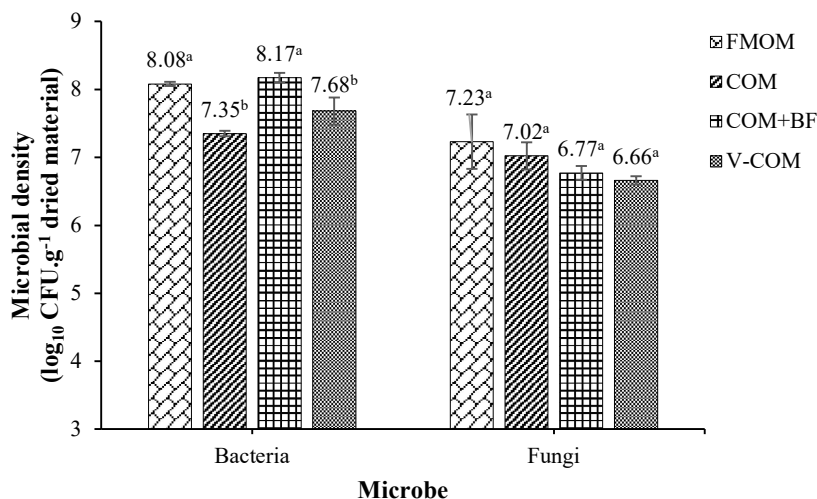 Microbial density
(log₁₀ CFU.g⁻¹ dried material)
9
8
7
6
5
4
3
8.08ᵃ
7.35ᵇ
8.17ᵃ
7.68ᵇ
7.23ᵃ
7.02ᵃ
6.77ᵃ
6.66ᵃ
FMOM
COM
COM+BF
V-COM
Bacteria
Fungi
Microbe